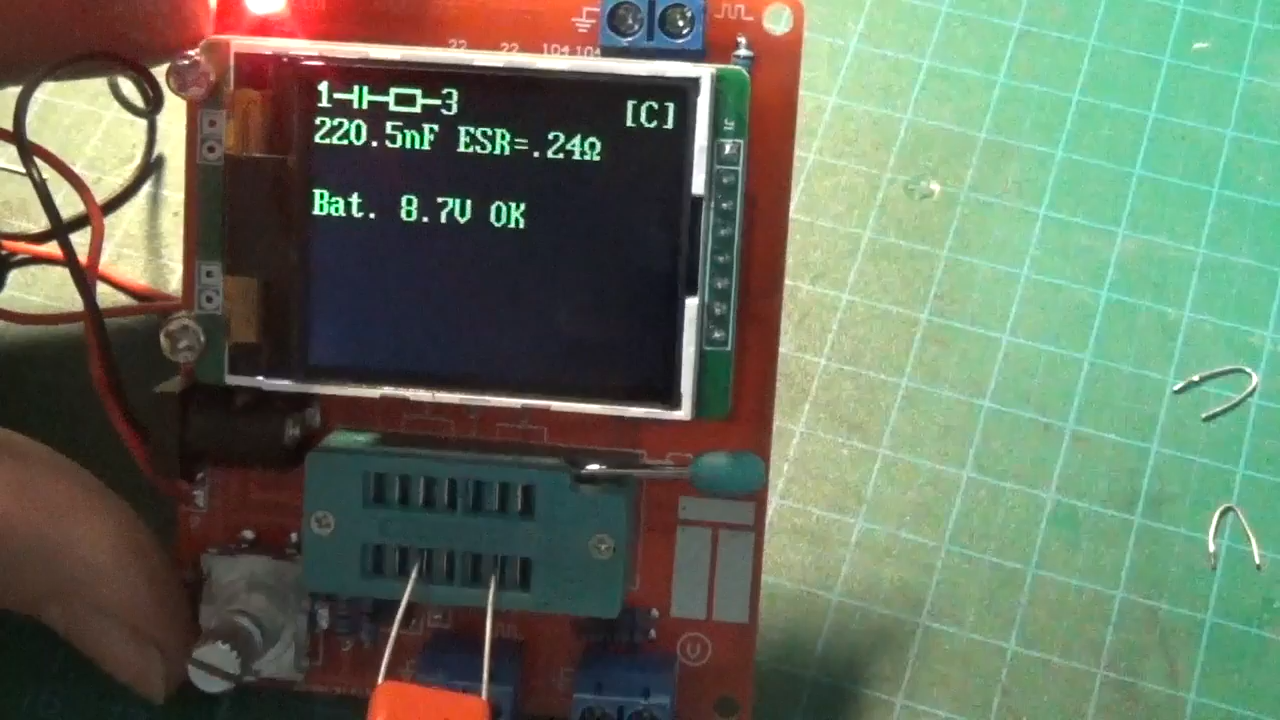 22 22 104 104
1 3 [C]
220.5nF ESR=.24Ω
Bat. 8.7V OK